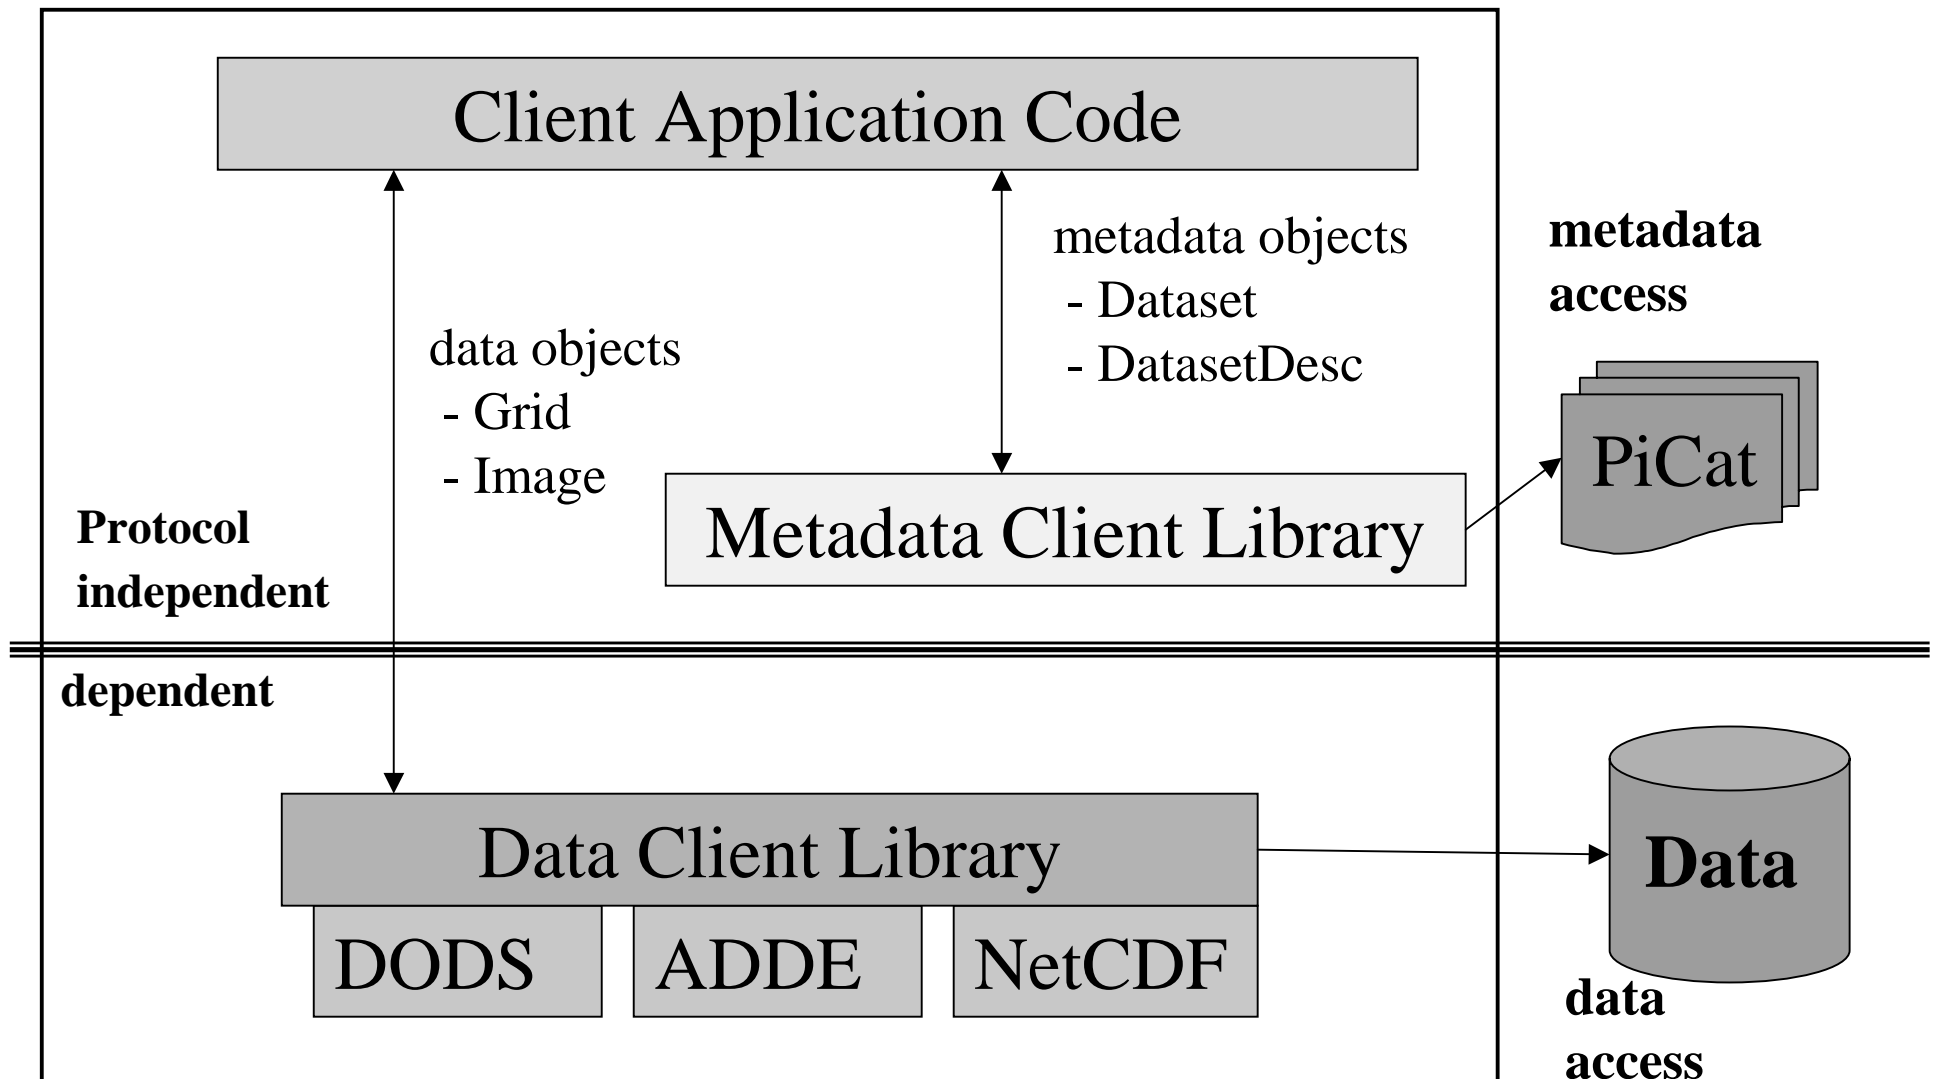 Client Application Code
metadata objects
- Dataset
- DatasetDesc
metadata
access
data objects
- Grid
- Image
PiCat
Metadata Client Library
Protocol
independent
dependent
Data Client Library
Data
DODS
ADDE
NetCDF
data
access